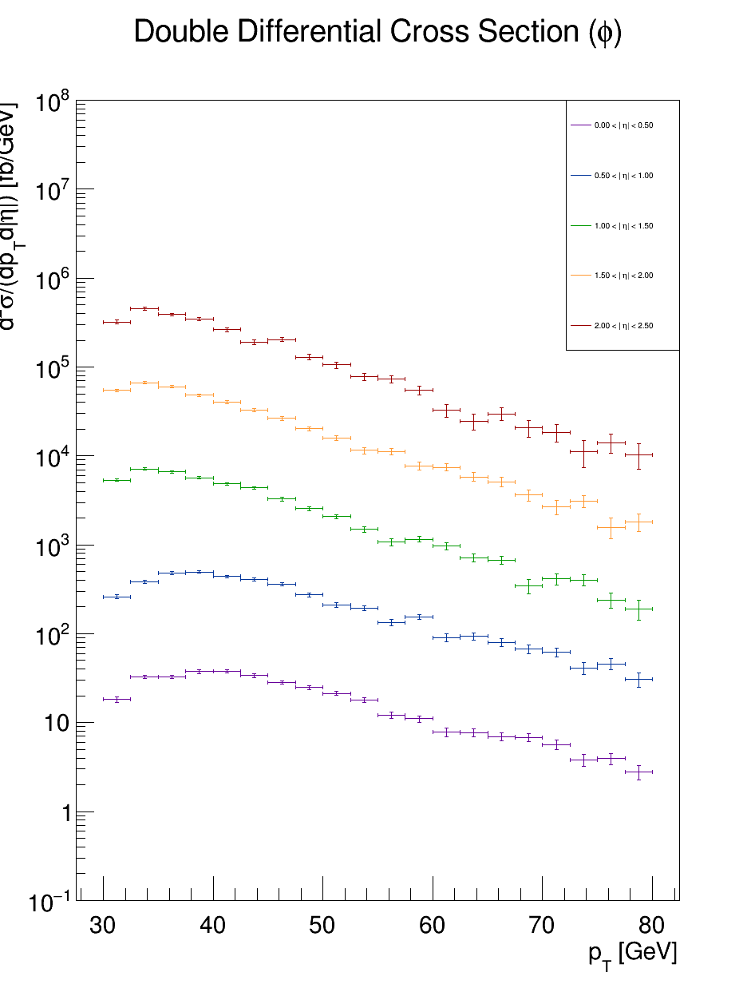 Double Differential Cross Section (ϕ)
d²σ/(dp_T d|η|) [fb/GeV]
10⁸
10⁷
10⁶
10⁵
10⁴
10³
10²
10
1
10⁻¹
0.00 < | η| < 0.50
0.50 < | η| < 1.00
1.00 < | η| < 1.50
1.50 < | η| < 2.00
2.00 < | η| < 2.50
30 40 50 60 70 80
p_T [GeV]